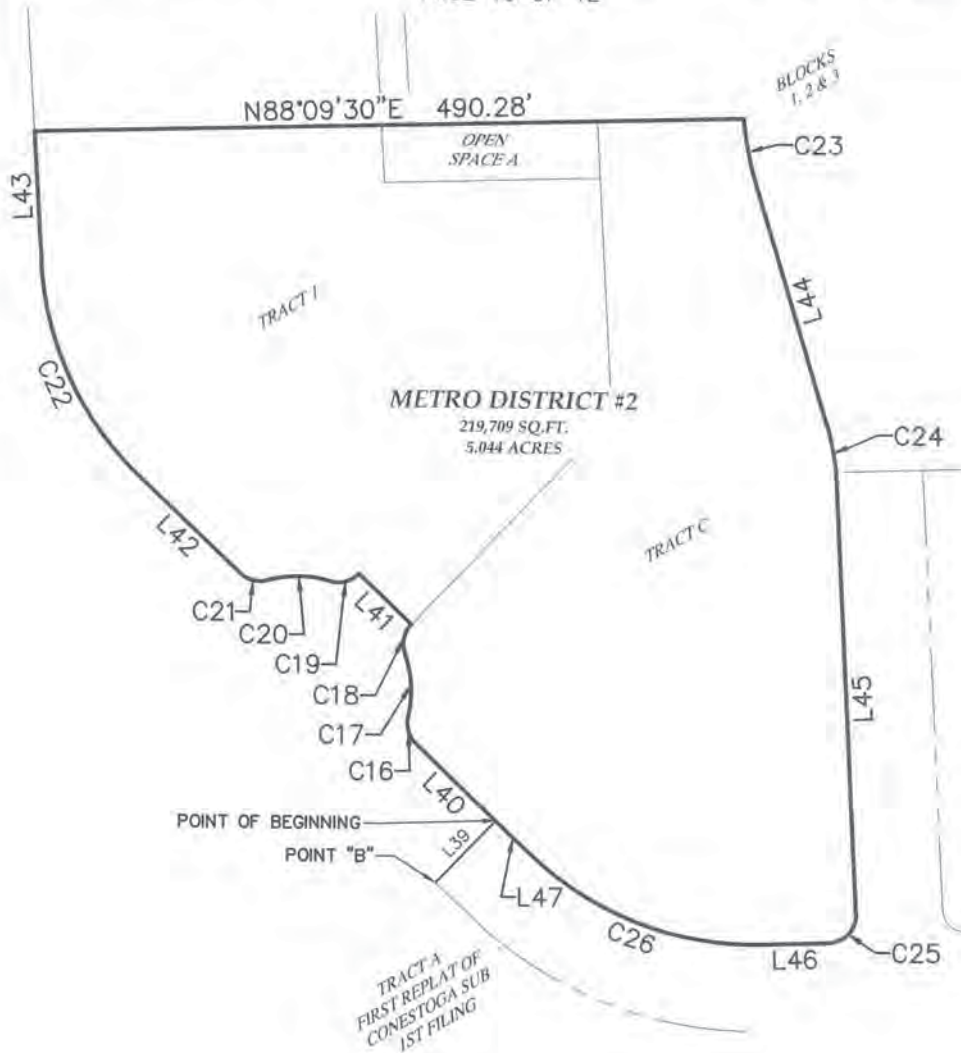 N88°09'30"E 490.28'
BLOCKS
1, 2 & 3
OPEN
SPACE A
C23
L43
L44
TRACT I
C22
METRO DISTRICT #2
219,709 SQ.FT.
5.044 ACRES
C24
TRACT C
L42
L41
C21
C20
C19
C18
C17
C16
L45
L40
POINT OF BEGINNING
POINT "B"
L39
L47
C26
L46
C25
TRACT A
FIRST REPLAT OF
CONESTOGA SUB
1ST FILING